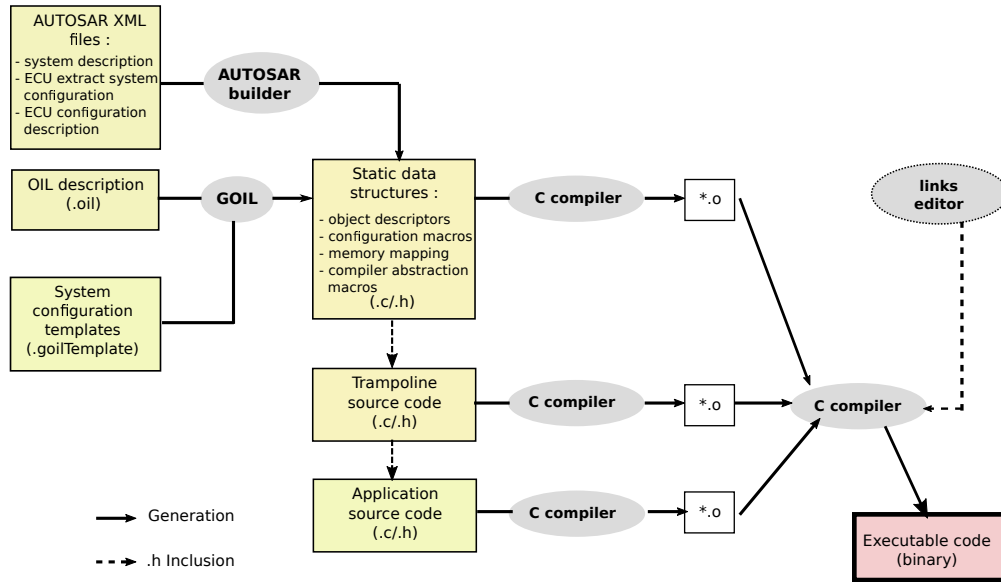 AUTOSAR XML
files :
- system description
- ECU extract system
configuration
- ECU configuration
description
AUTOSAR
builder
OIL description
(.oil)
GOIL
System
configuration
templates
(.goilTemplate)
Static data
structures :
- object descriptors
- configuration macros
- memory mapping
- compiler abstraction
macros
(.c/.h)
C compiler
*.o
links
editor
Trampoline
source code
(.c/.h)
C compiler
*.o
C compiler
Application
source code
(.c/.h)
C compiler
*.o
Executable code
(binary)
Generation
.h Inclusion